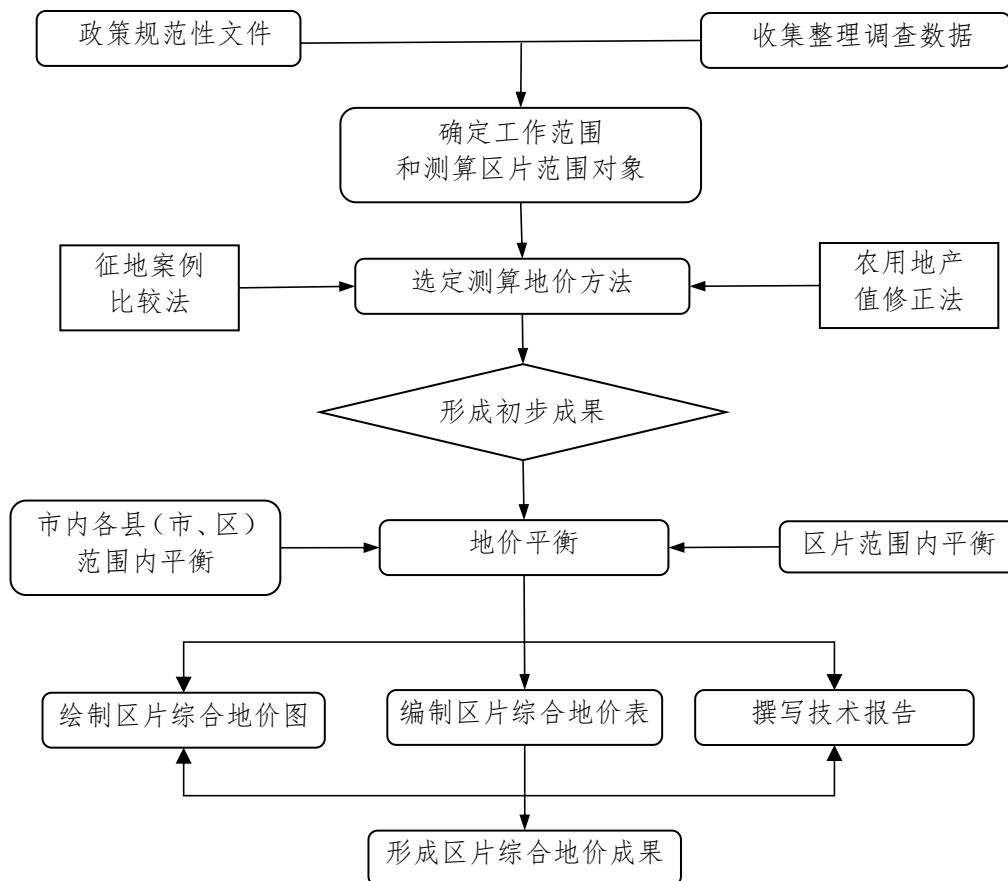 政策规范性文件
收集整理调查数据
确定工作范围
和测算区片范围对象
征地案例
比较法
选定测算地价方法
农用地产
值修正法
形成初步成果
市内各县（市、区）
范围内平衡
地价平衡
区片范围内平衡
绘制区片综合地价图
编制区片综合地价表
撰写技术报告
形成区片综合地价成果